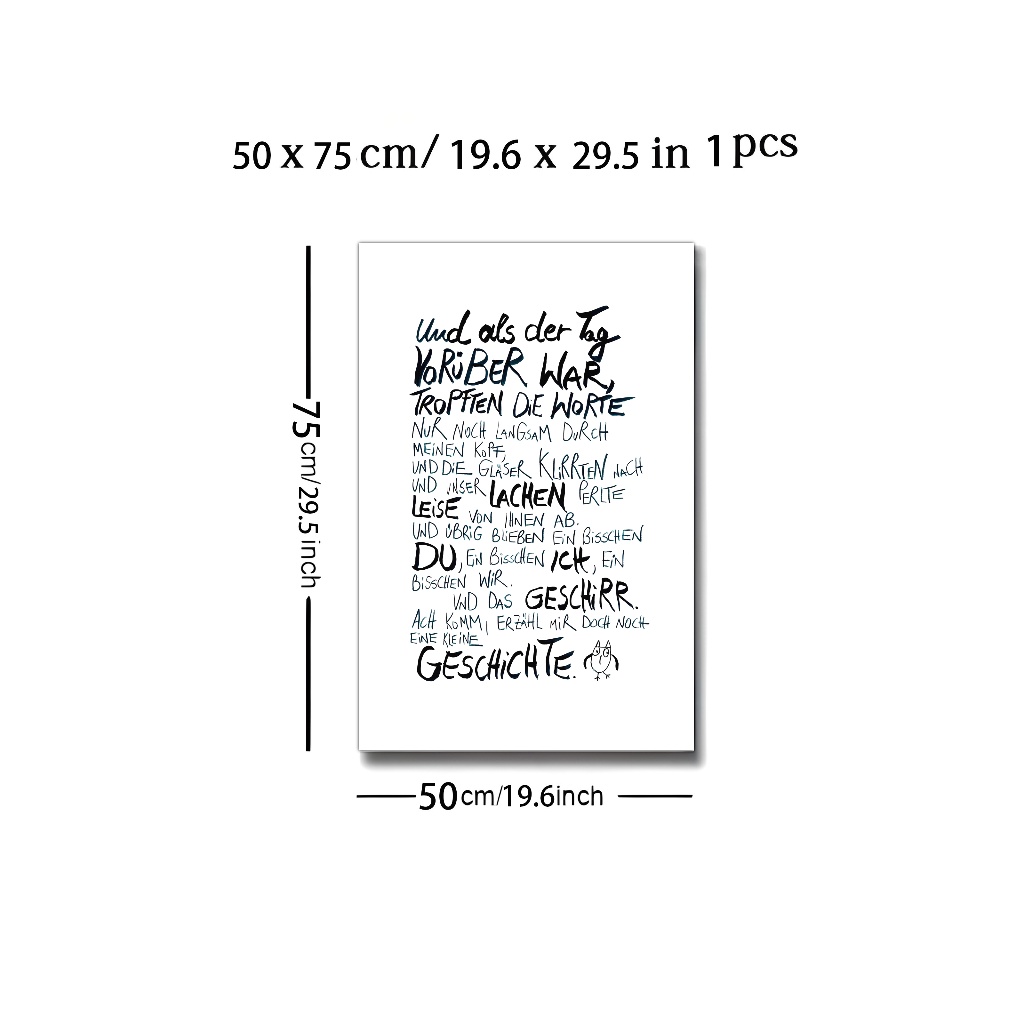 50 x 75 cm/ 19.6 x 29.5 in 1 pcs
Und als der Tag
VORÜBER WAR,
TROPFTEN DIE WORTE
NUR NOCH LANGSAM DURCH
MEINEN KOPF,
UND DIE GLÄSER KLIRRTEN NACH
UND UNSER LACHEN PERLTE
LEISE VON IHNEN AB.
UND ÜBRIG BLIEBEN EIN BISSCHEN
DU, EIN BISSCHEN ICH, EIN
BISSCHEN WIR.
UND DAS GESCHIRR.
ACH KOMM, ERZÄHL MIR DOCH NOCH
EINE KLEINE
GESCHICHTE.
75cm/29.5inch
50cm/19.6inch